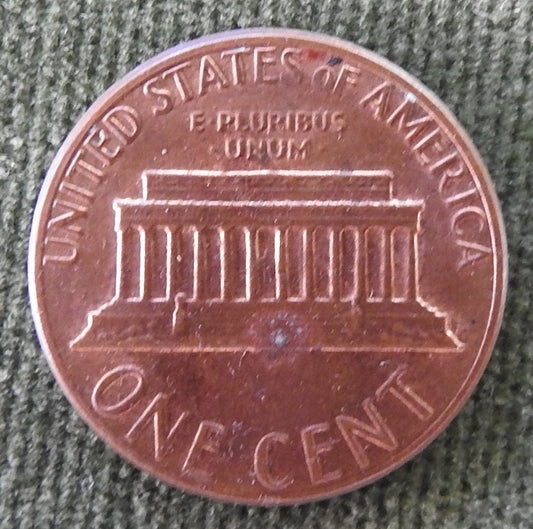 UNITED STATES OF AMERICA
E PLURIBUS
UNUM
ONE CENT